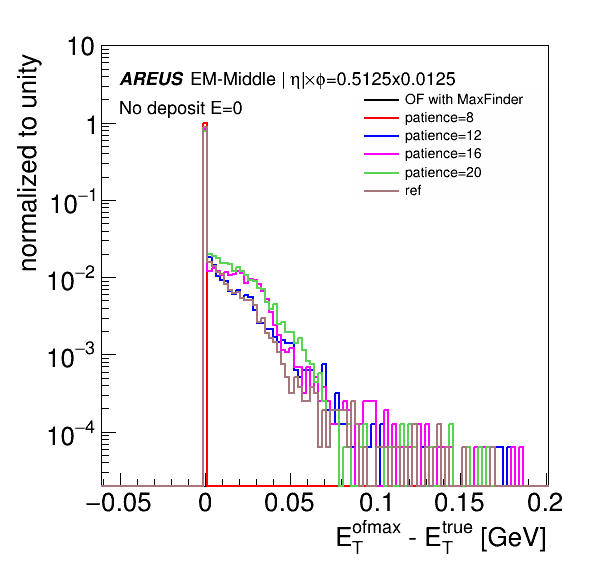 normalized to unity
10
1
10⁻¹
10⁻²
10⁻³
10⁻⁴
AREUS EM-Middle | η|×ϕ=0.5125x0.0125
No deposit E=0
OF with MaxFinder
patience=8
patience=12
patience=16
patience=20
ref
−0.05 0 0.05 0.1 0.15 0.2
E_T^ofmax - E_T^true [GeV]